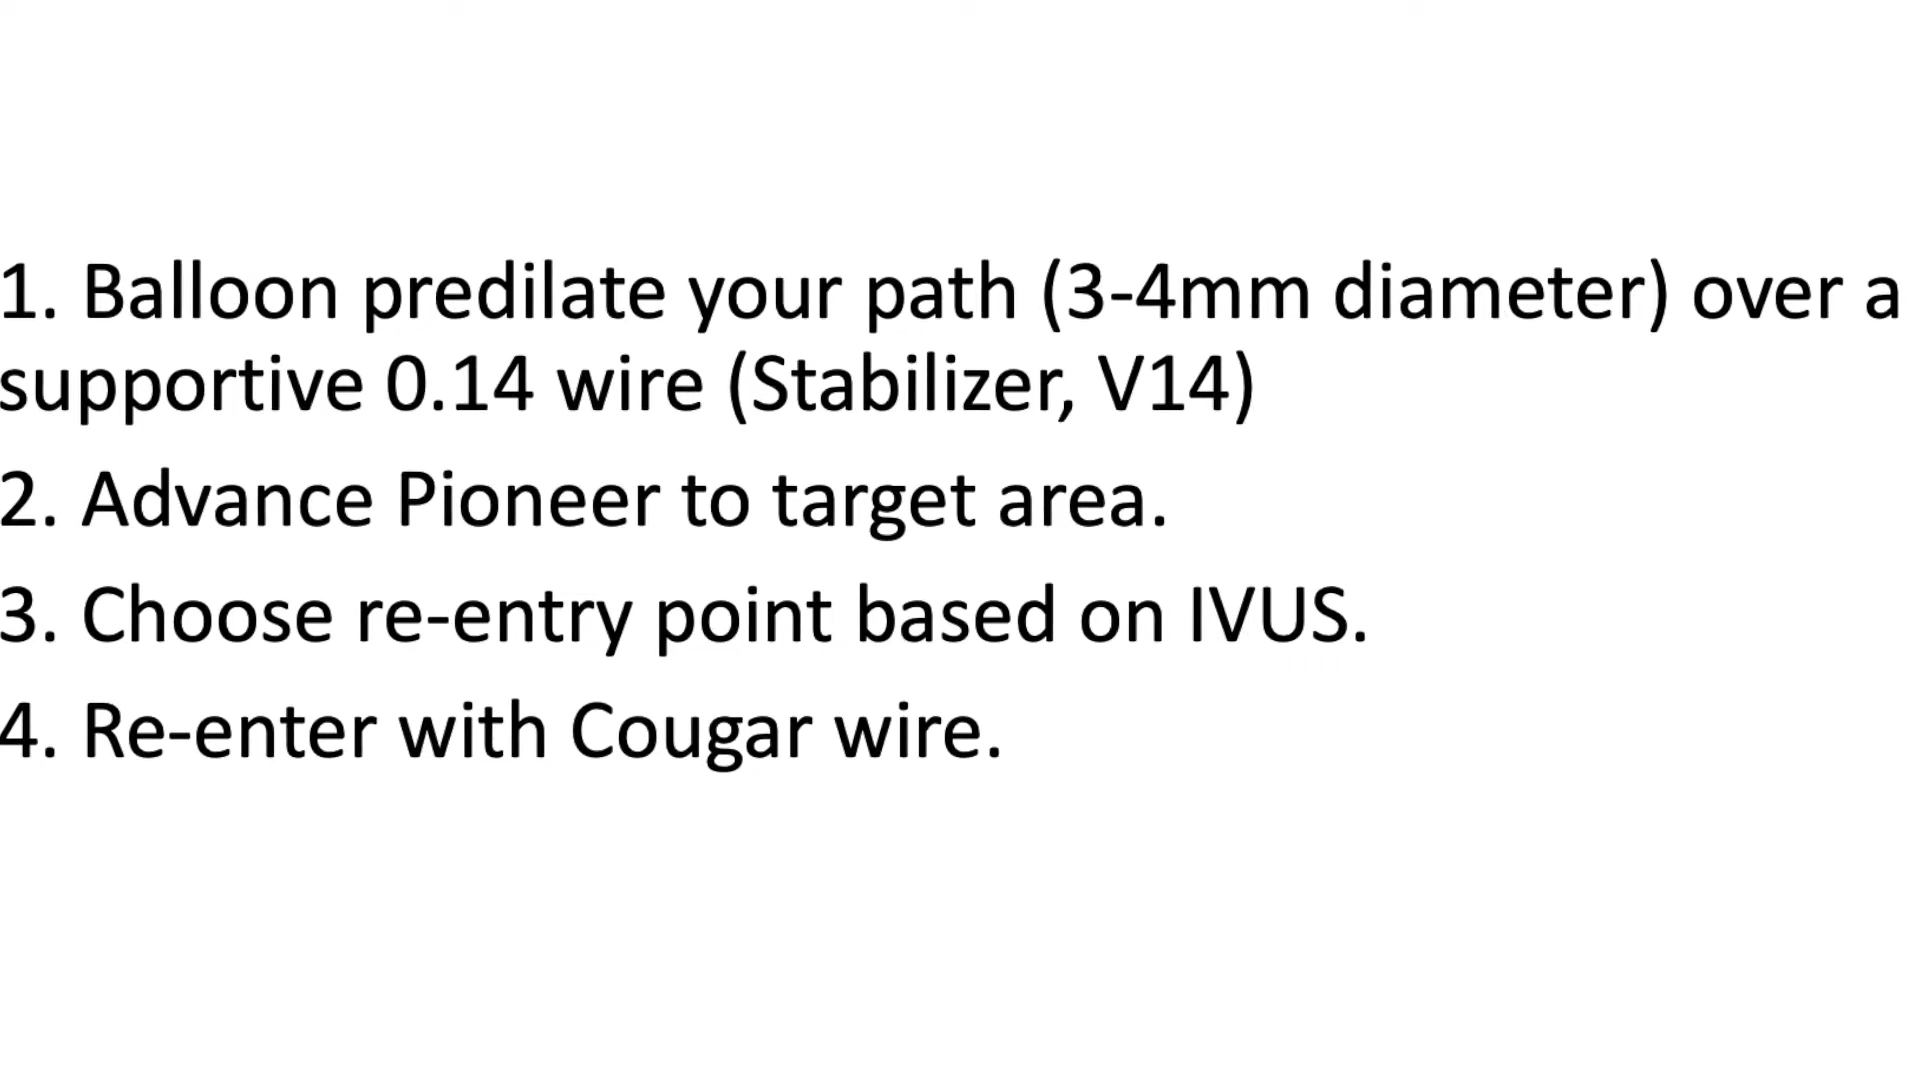 1. Balloon predilate your path (3-4mm diameter) over a
supportive 0.14 wire (Stabilizer, V14)
2. Advance Pioneer to target area.
3. Choose re-entry point based on IVUS.
4. Re-enter with Cougar wire.